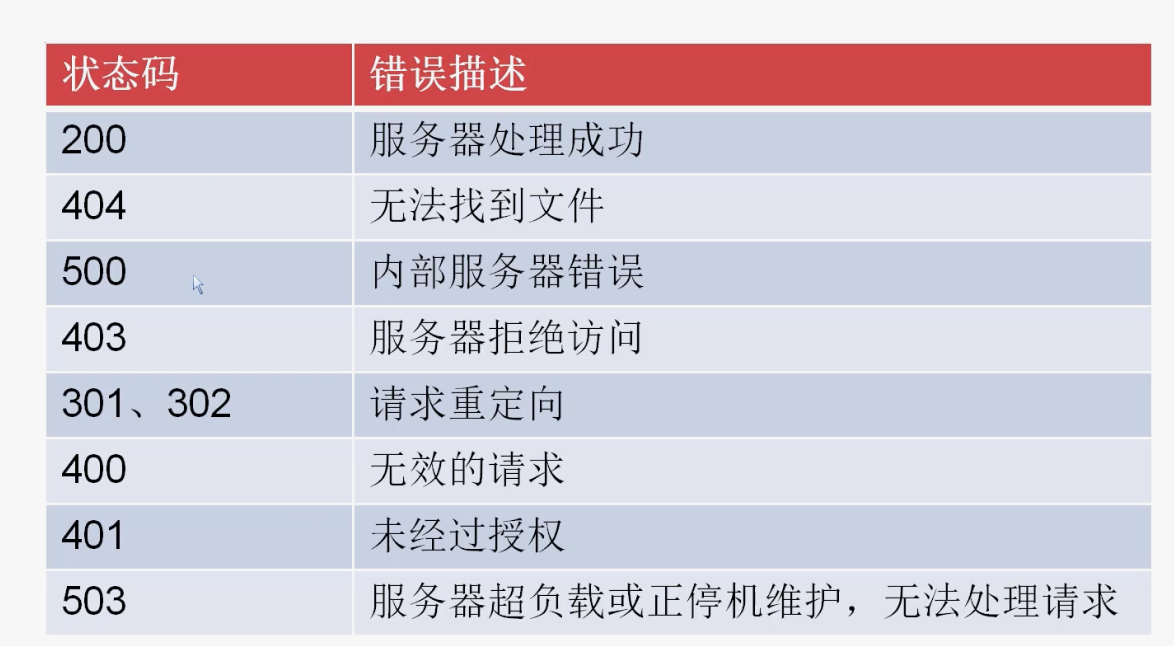 状态码 错误描述
200 服务器处理成功
404 无法找到文件
500 内部服务器错误
403 服务器拒绝访问
301、302 请求重定向
400 无效的请求
401 未经过授权
503 服务器超负载或正停机维护，无法处理请求